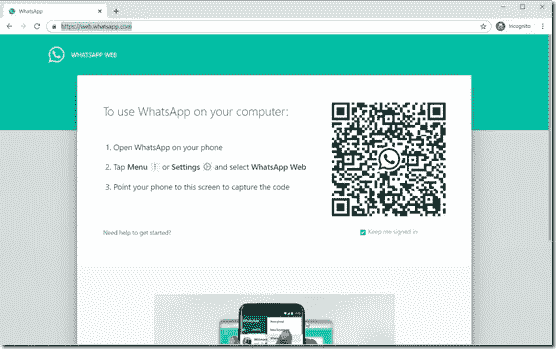 WhatsApp
https://web.whatsapp.com
Incognito
WHATSAPP WEB
To use WhatsApp on your computer:
1. Open WhatsApp on your phone
2. Tap Menu or Settings and select WhatsApp Web
3. Point your phone to this screen to capture the code
Need help to get started?
Keep me signed in